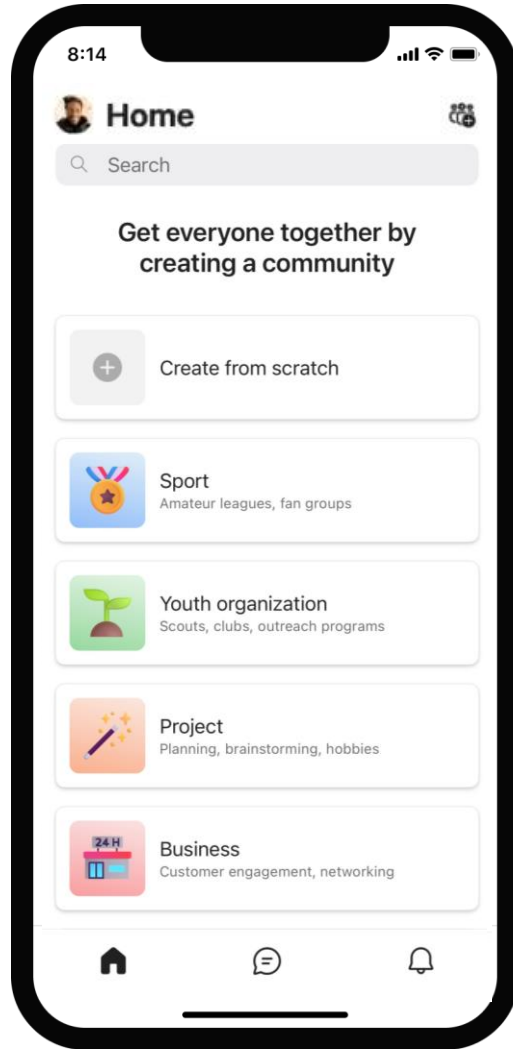 8:14
Home
Search
Get everyone together by
creating a community
Create from scratch
Sport
Amateur leagues, fan groups
Youth organization
Scouts, clubs, outreach programs
Project
Planning, brainstorming, hobbies
24 H
Business
Customer engagement, networking